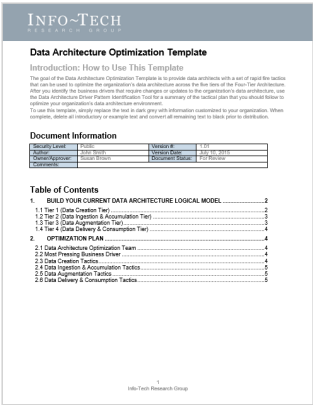 INFO~TECH
RESEARCH GROUP
Data Architecture Optimization Template
Introduction: How to Use This Template
The goal of the Data Architecture Optimization Template is to provide data architects with a set of rapid fire tactics
that can be used to optimize the organization's data architecture across the five tiers of the Four-Tier Architecture.
After you identify the business drivers that require changes or updates to the organization's data architecture, use
the Data Architecture Driver Pattern Identification Tool for a summary of the tactical plan that you should follow to
optimize your organization's data architecture environment.
To use this template, simply replace the text in dark grey with information customized to your organization. When
complete, delete all introductory or example text and convert all remaining text to black prior to distribution.
Document Information
Security Level: Public Version #: 1.01
Author: John Smith Version Date: July 10, 2015
Owner/Approver: Susan Brown Document Status: For Review
Comments:
Table of Contents
1. BUILD YOUR CURRENT DATA ARCHITECTURE LOGICAL MODEL 2
1.1 Tier 1 (Data Creation Tier) 2
1.2 Tier 2 (Data Ingestion & Accumulation Tier) 3
1.3 Tier 3 (Data Augmentation Tier) 3
1.4 Tier 4 (Data Delivery & Consumption Tier) 4
2. OPTIMIZATION PLAN 4
2.1 Data Architecture Optimization Team 4
2.2 Most Pressing Business Driver 4
2.3 Data Creation Tactics 4
2.4 Data Ingestion & Accumulation Tactics 5
2.5 Data Augmentation Tactics 5
2.6 Data Delivery & Consumption Tactics 5
1
Info-Tech Research Group